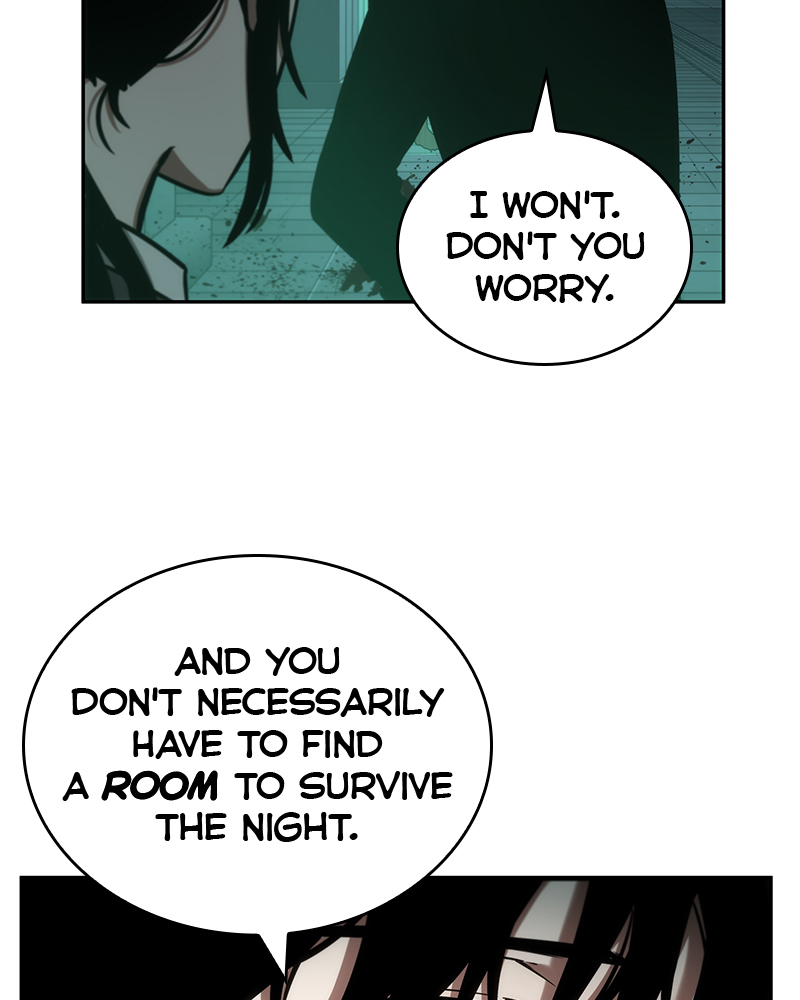 I WON'T.
DON'T YOU
WORRY.
AND YOU
DON'T NECESSARILY
HAVE TO FIND
A ROOM TO SURVIVE
THE NIGHT.